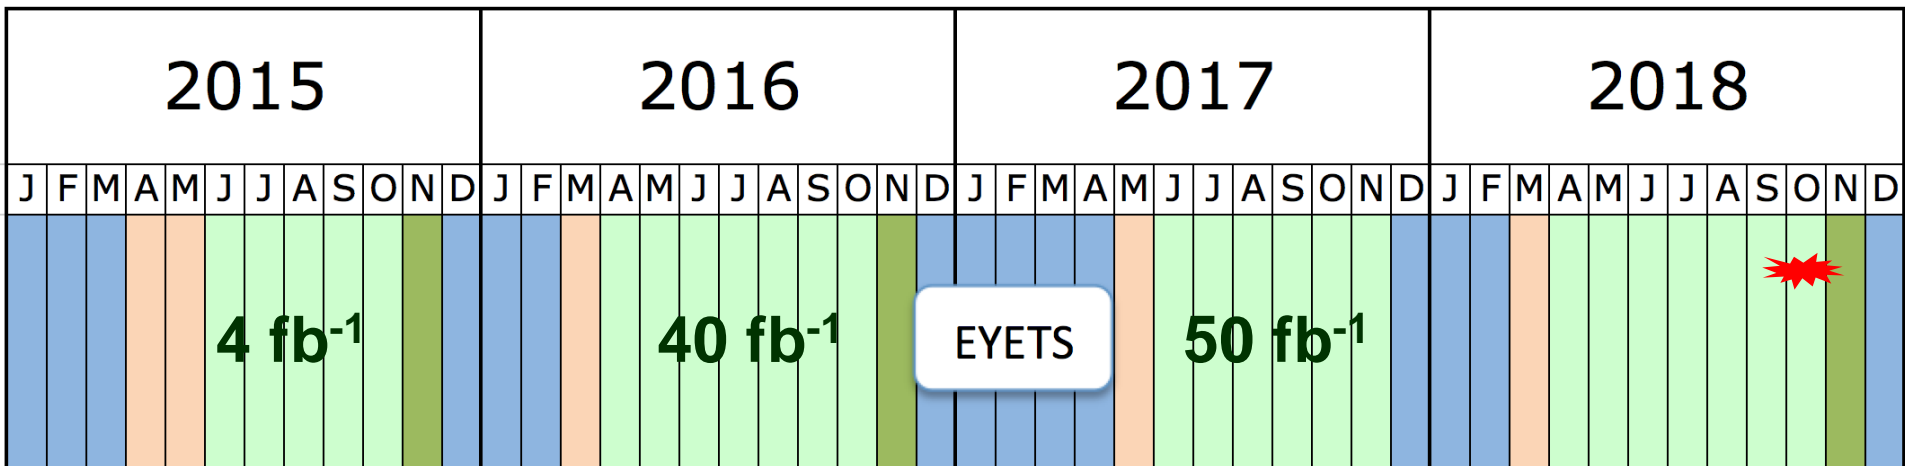 2015 2016 2017 2018
J F M A M J J A S O N D J F M A M J J A S O N D J F M A M J J A S O N D J F M A M J J A S O N D
4 fb-1 40 fb-1 EYETS 50 fb-1